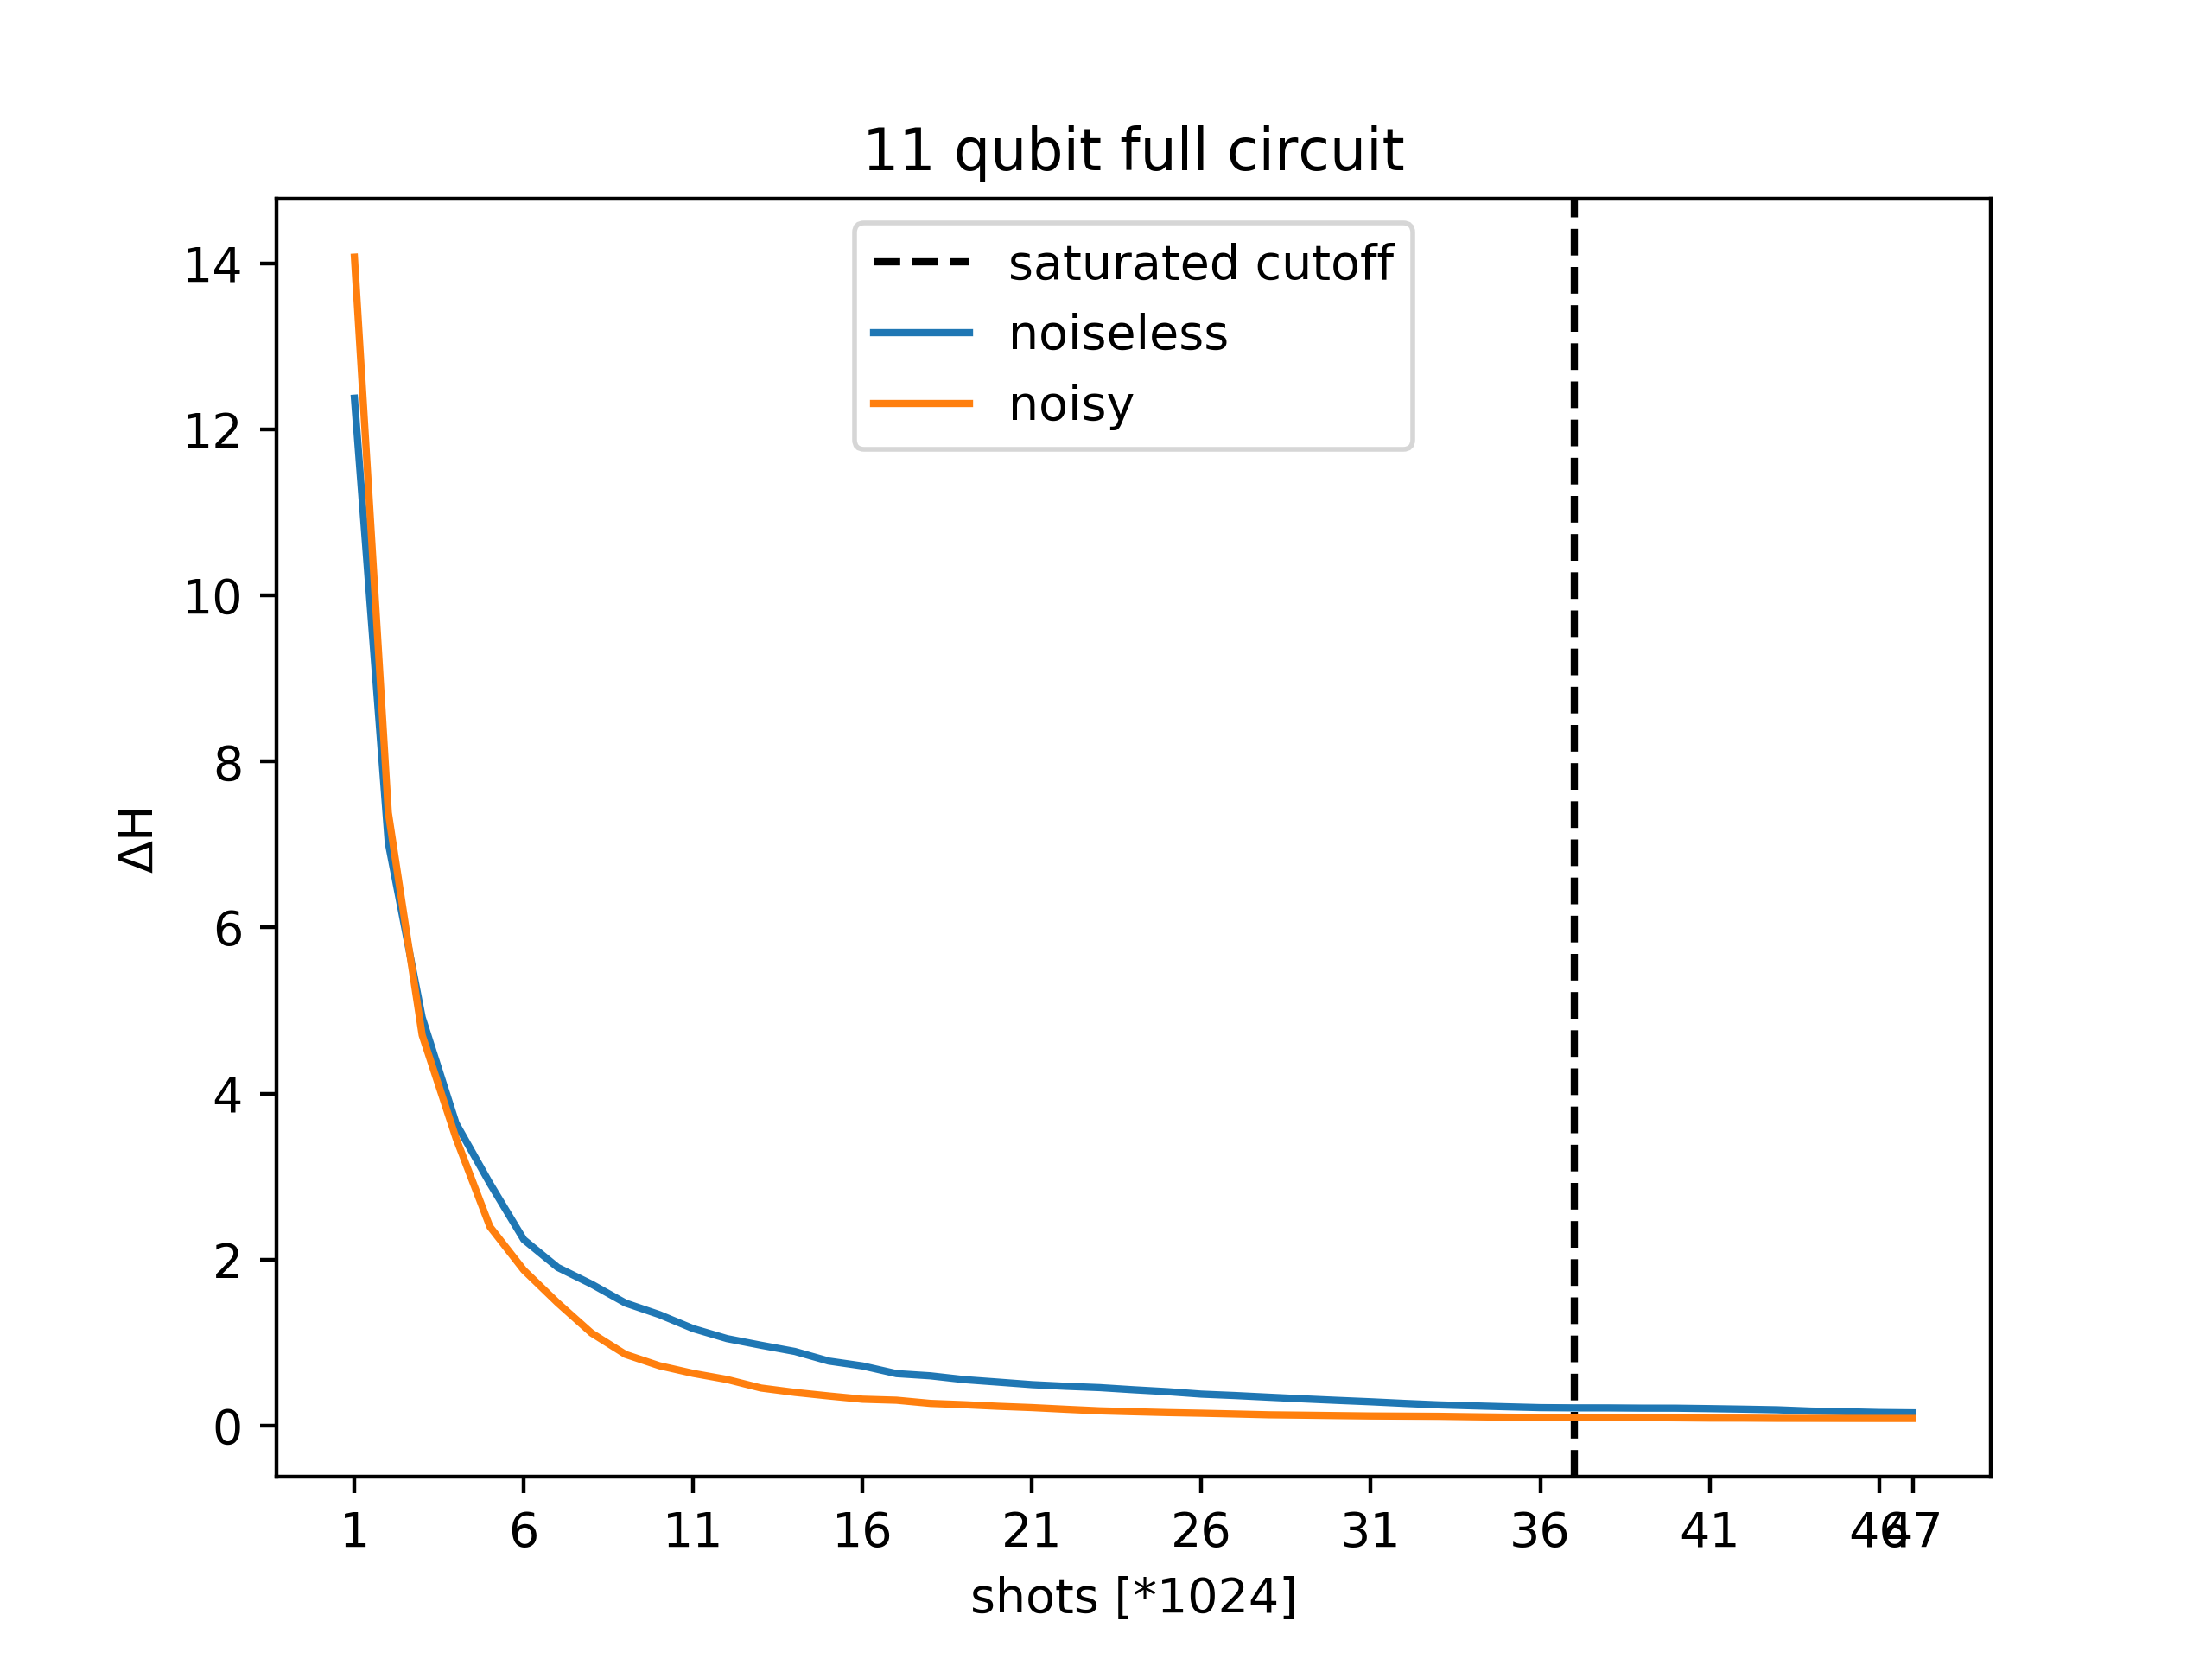 11 qubit full circuit
saturated cutoff
noiseless
noisy
14
12
10
8
6
4
2
0
ΔH
1 6 11 16 21 26 31 36 41 46 47
shots [*1024]